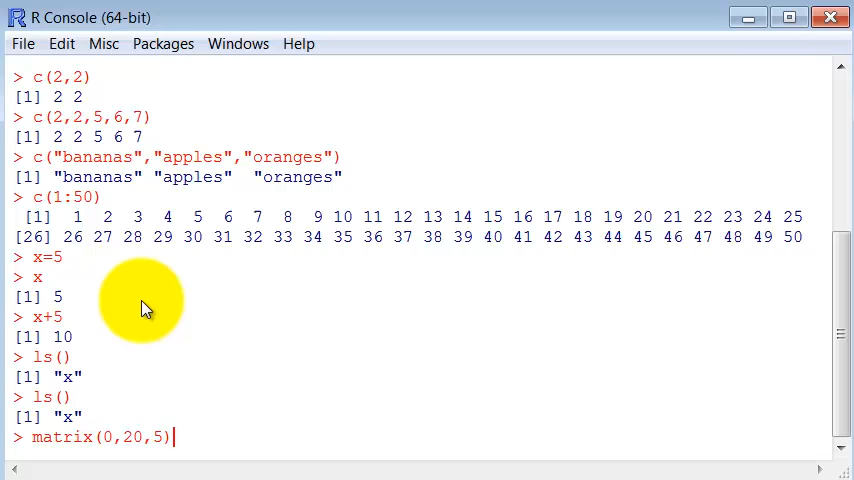 R Console (64-bit)
File Edit Misc Packages Windows Help
> c(2,2)
[1] 2 2
> c(2,2,5,6,7)
[1] 2 2 5 6 7
> c("bananas","apples","oranges")
[1] "bananas" "apples"  "oranges"
> c(1:50)
 [1]  1  2  3  4  5  6  7  8  9 10 11 12 13 14 15 16 17 18 19 20 21 22 23 24 25
[26] 26 27 28 29 30 31 32 33 34 35 36 37 38 39 40 41 42 43 44 45 46 47 48 49 50
> x=5
> x
[1] 5
> x+5
[1] 10
> ls()
[1] "x"
> ls()
[1] "x"
> matrix(0,20,5)